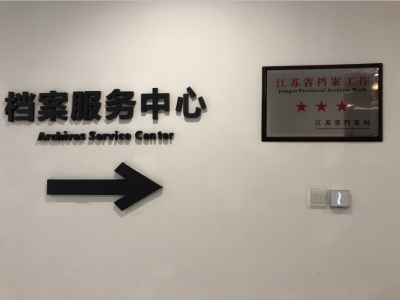 档案服务中心
Archives Service Center
江苏省档案工作
Jiangsu Provincial Archives Work
★★★
江苏省档案局